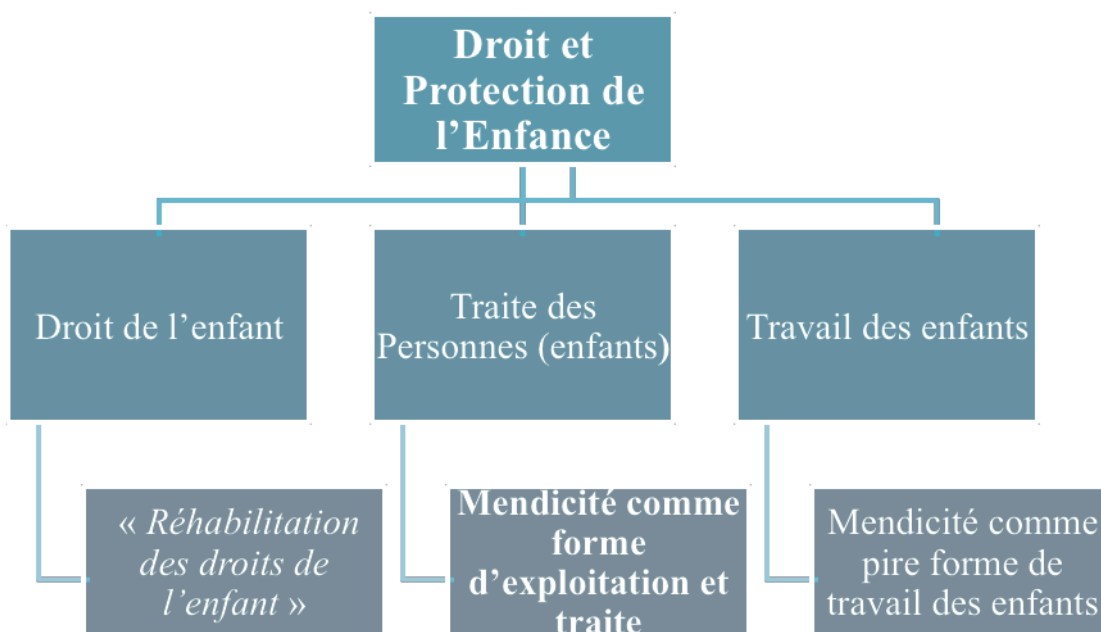 Droit et
Protection de
l’Enfance
Droit de l’enfant
Traite des
Personnes (enfants)
Travail des enfants
« Réhabilitation
des droits de
l’enfant »
Mendicité comme
forme
d’exploitation et
traite
Mendicité comme
pire forme de
travail des enfants